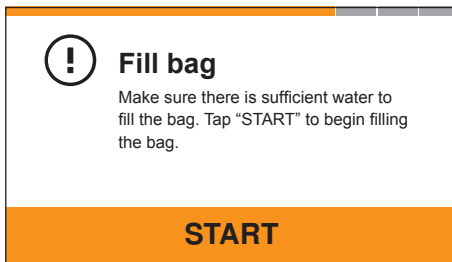 Fill bag
Make sure there is sufficient water to
fill the bag. Tap “START” to begin filling
the bag.
START